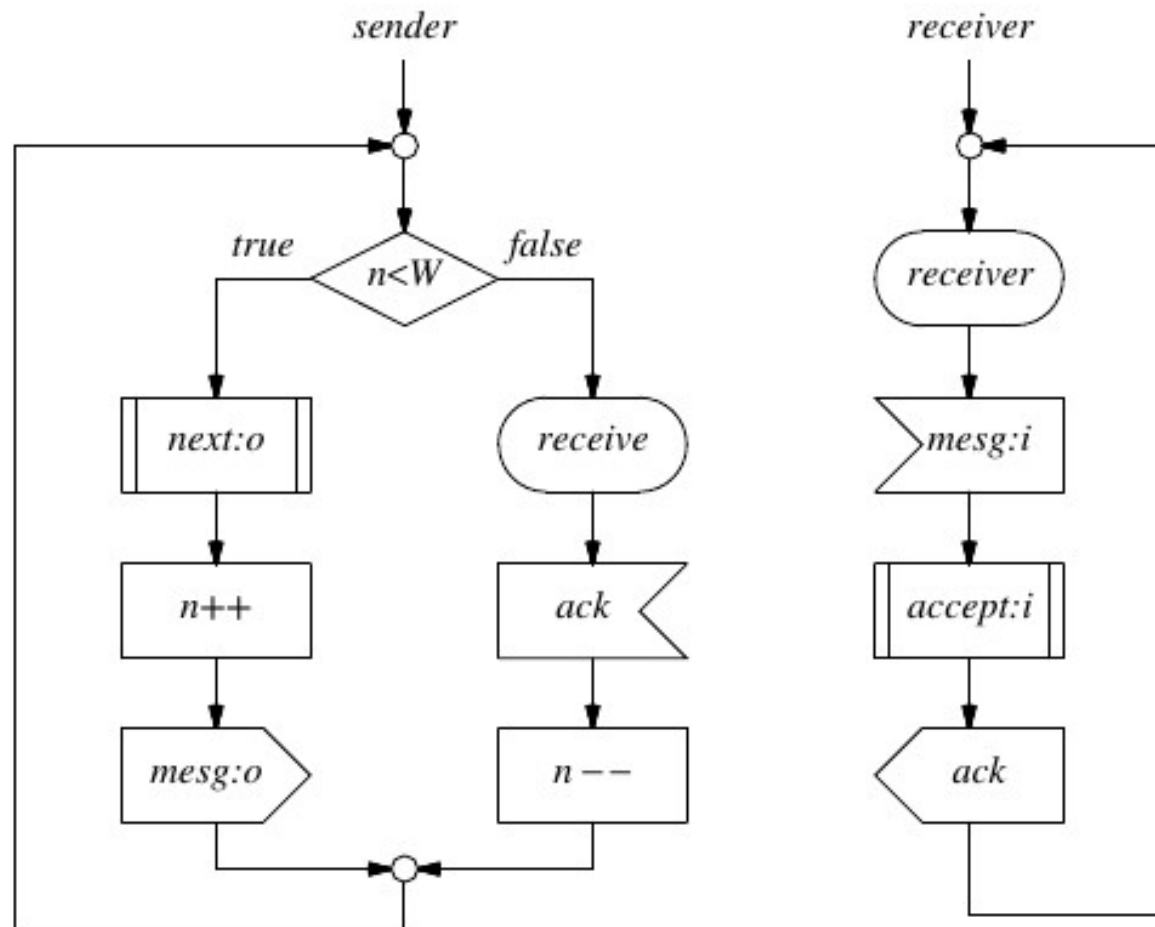 sender
receiver
true
false
n<W
receiver
next:o
receive
mesg:i
n++
ack
accept:i
mesg:o
n--
ack